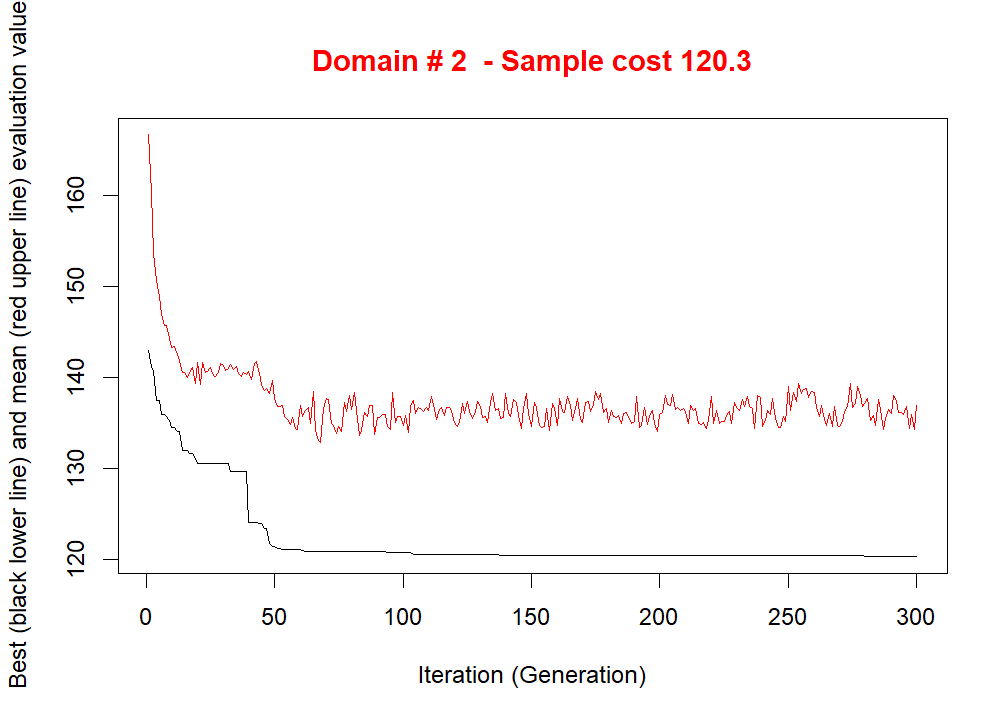 Domain # 2  - Sample cost 120.3
Best (black lower line) and mean (red upper line) evaluation value
160
150
140
130
120
0 50 100 150 200 250 300
Iteration (Generation)